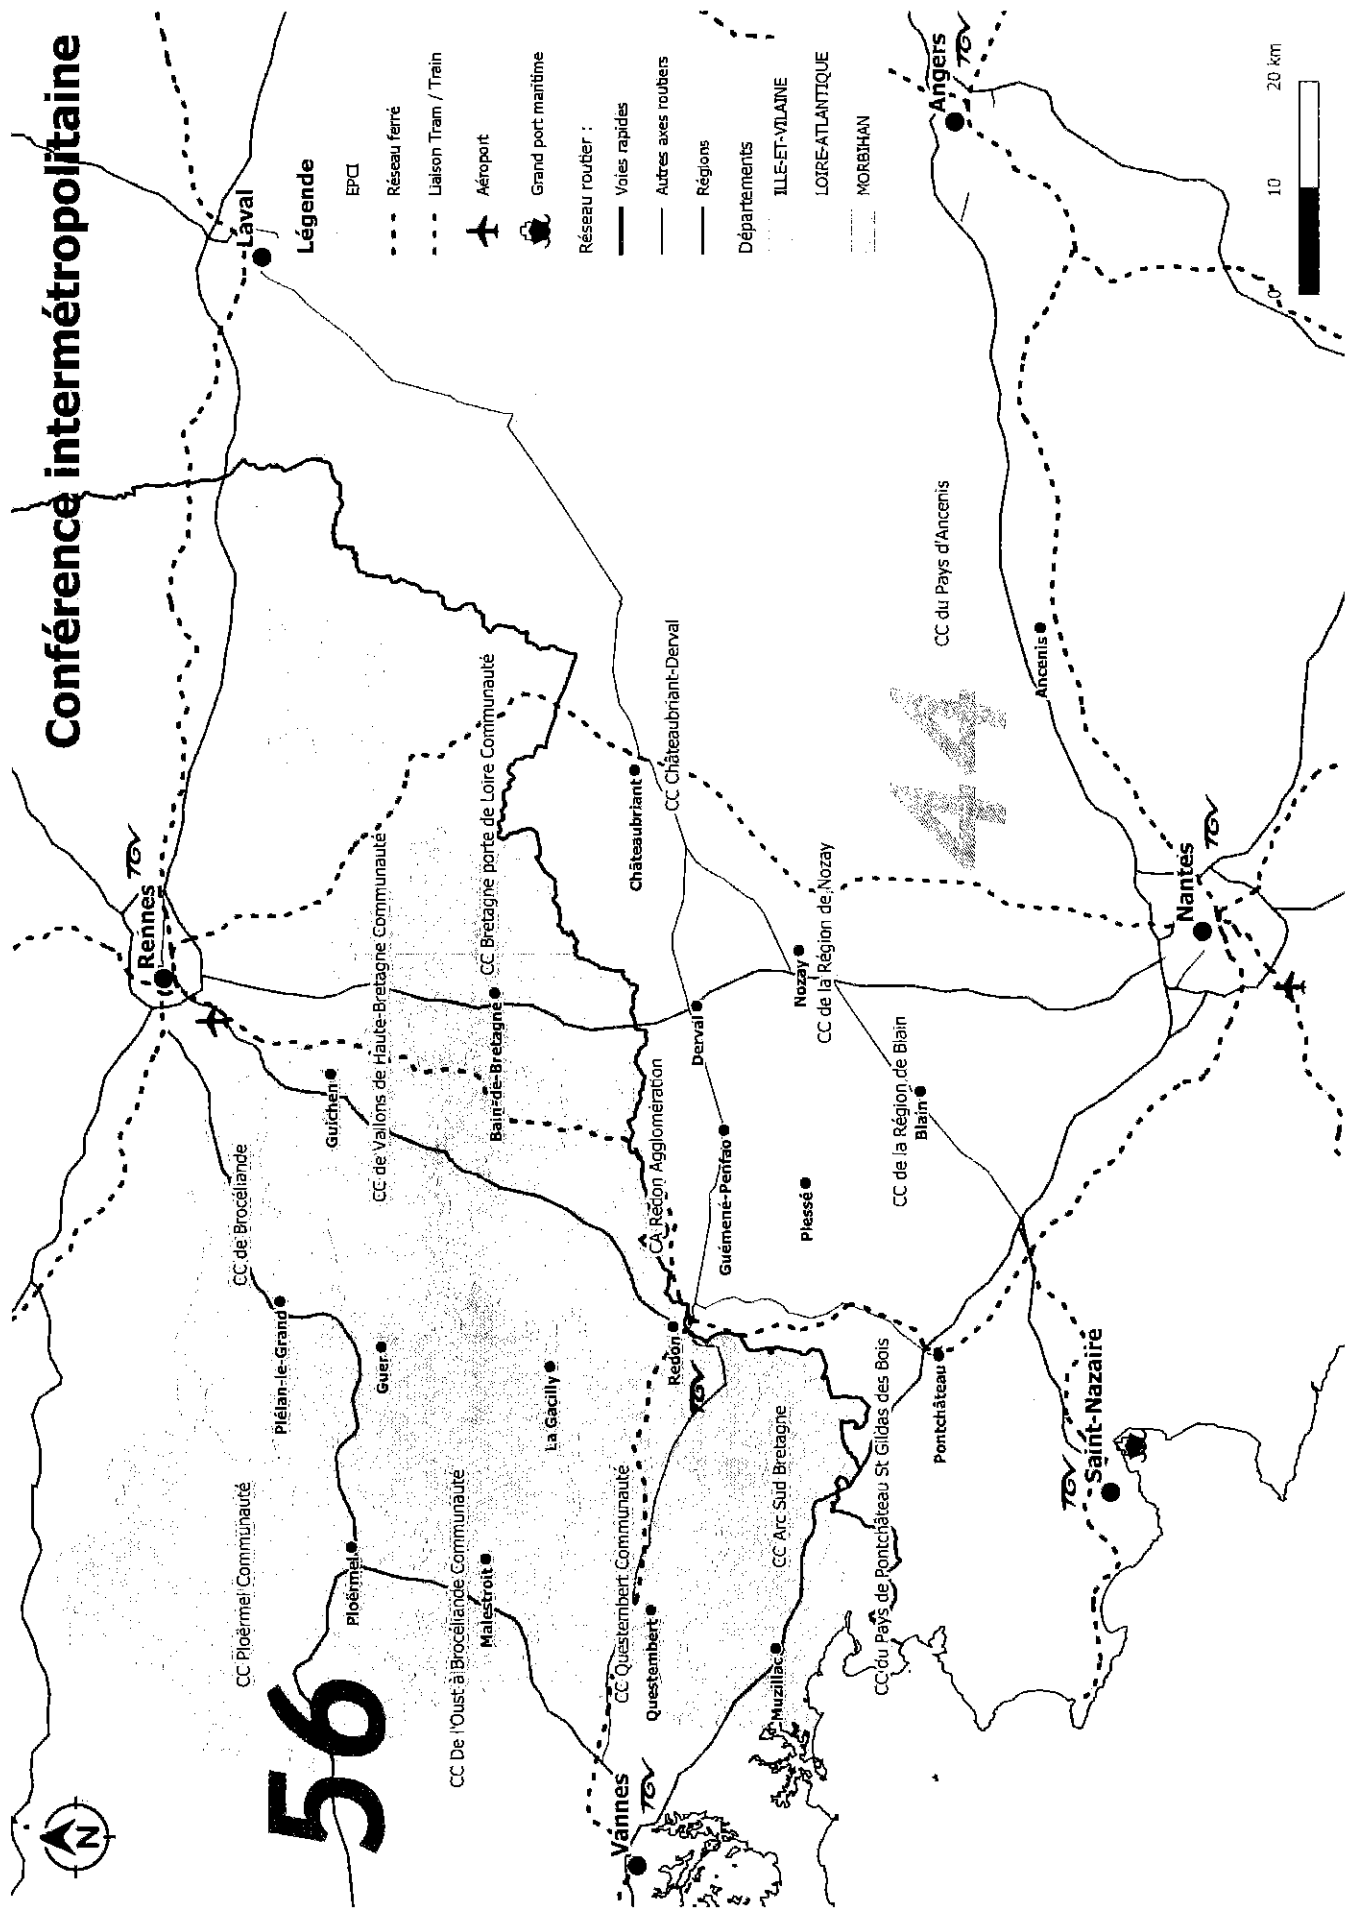 Conférence intermétropolitaine
N
56
44
Légende
EPCI
Réseau ferré
Liaison Tram / Train
Aéroport
Grand port maritime
Réseau routier :
Voies rapides
Autres axes routiers
Régions
Départements
ILLE-ET-VILAINE
LOIRE-ATLANTIQUE
MORBIHAN
Rennes
TGV
Laval
CC de Brocéliande
CC Ploërmel Communauté
Plélan-le-Grand
Guichen
Ploërmel
Guer
CC de Vallons de Haute-Bretagne Communauté
CC De l'Oust à Brocéliande Communauté
Malestroit
Bain-de-Bretagne
CC Bretagne porte de Loire Communauté
La Gacilly
CC Questembert Communauté
Questembert
Vannes
TGV
CA Redon Agglomération
Redon
TGV
Châteaubriant
CC Châteaubriant-Derval
Derval
Guémené-Penfao
Muzillac
CC Arc Sud Bretagne
Plessé
Nozay
CC de la Région de Nozay
CC du Pays de Pontchâteau St Gildas des Bois
CC de la Région de Blain
Blain
Pontchâteau
CC du Pays d'Ancenis
Ancenis
Angers
TGV
Saint-Nazaire
TGV
Nantes
TGV
0
10
20 km